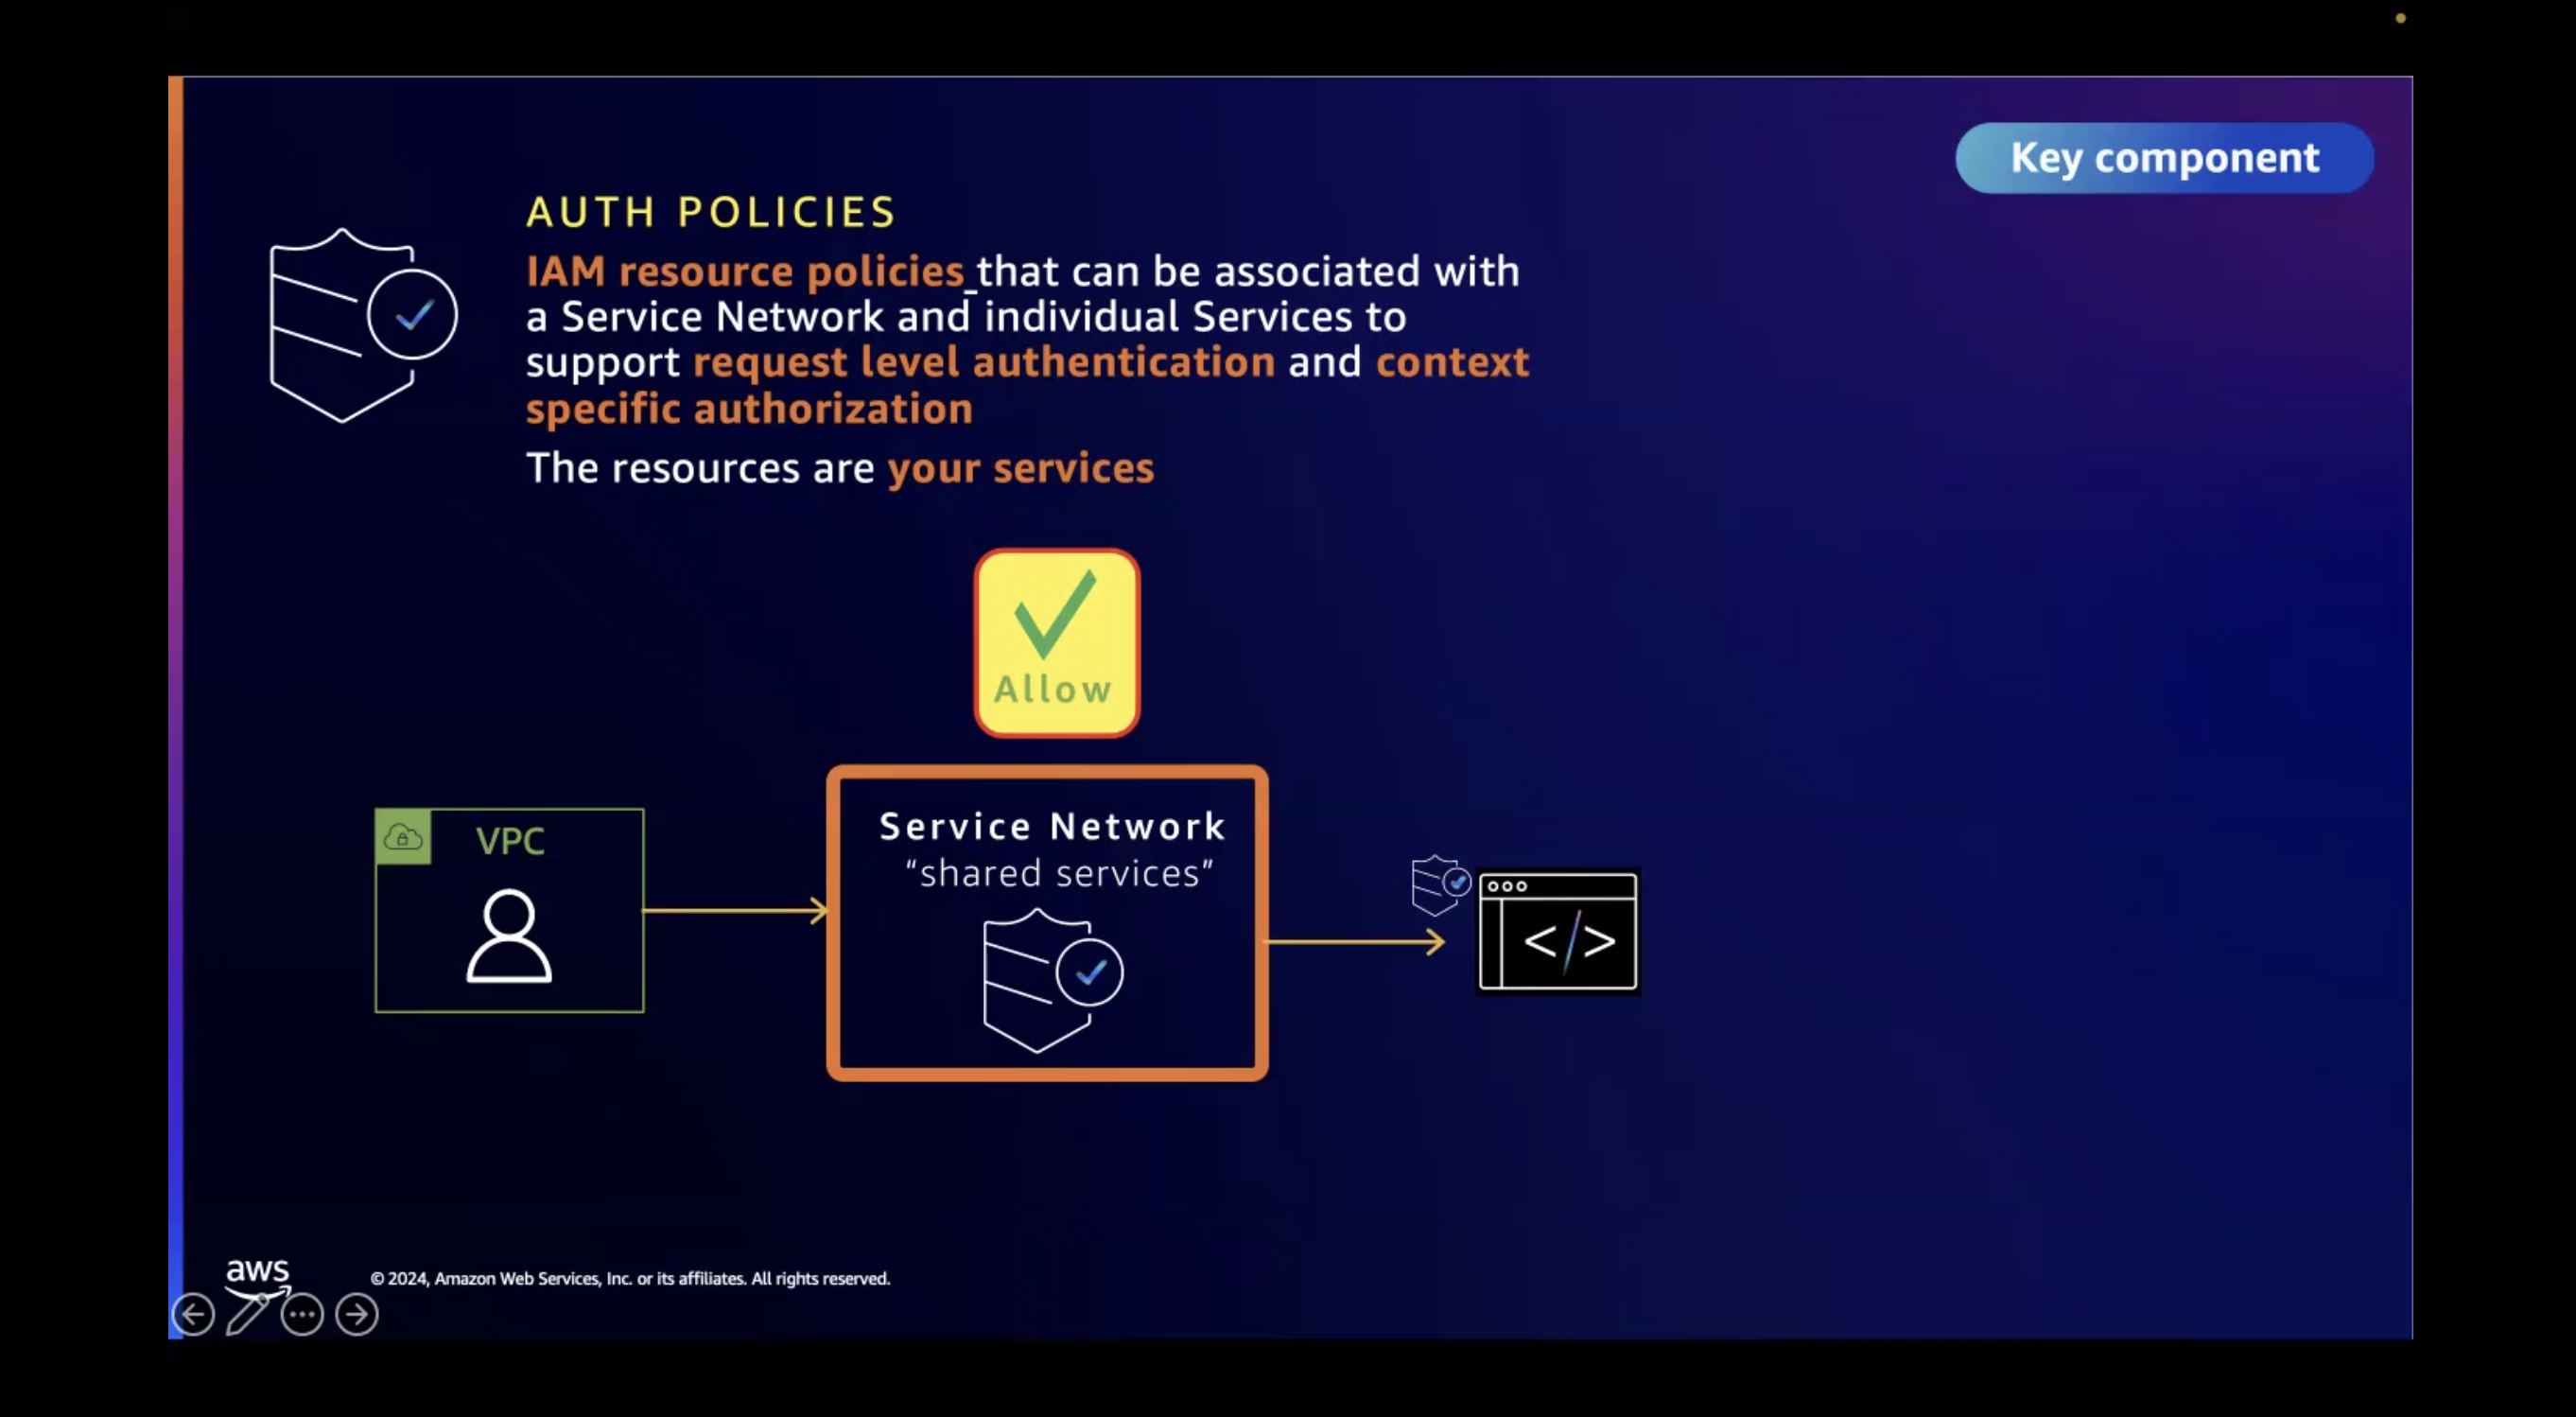 Key component
AUTH POLICIES
IAM resource policies that can be associated with
a Service Network and individual Services to
support request level authentication and context
specific authorization
The resources are your services
Allow
VPC
Service Network
“shared services”
</>
aws
© 2024, Amazon Web Services, Inc. or its affiliates. All rights reserved.